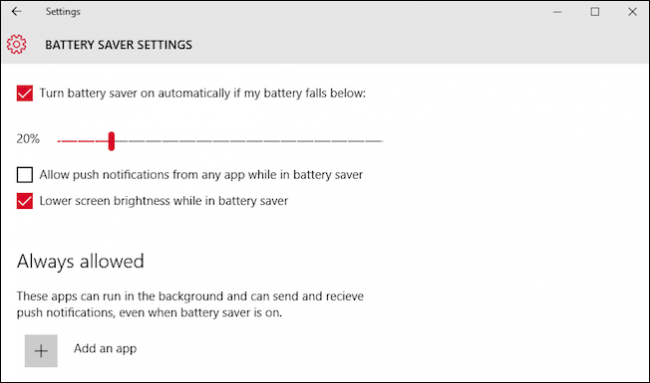 Settings
BATTERY SAVER SETTINGS
Turn battery saver on automatically if my battery falls below:
20%
Allow push notifications from any app while in battery saver
Lower screen brightness while in battery saver
Always allowed
These apps can run in the background and can send and recieve
push notifications, even when battery saver is on.
Add an app